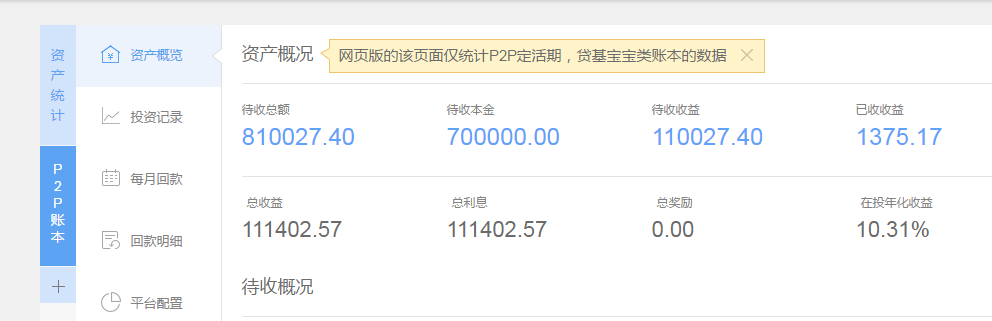 资产统计
P2P账本
资产概览
投资记录
每月回款
回款明细
平台配置
资产概况
网页版的该页面仅统计P2P定活期，贷基宝宝类账本的数据
待收总额 待收本金 待收收益 已收收益
810027.40 700000.00 110027.40 1375.17
总收益 总利息 总奖励 在投年化收益
111402.57 111402.57 0.00 10.31%
待收概况